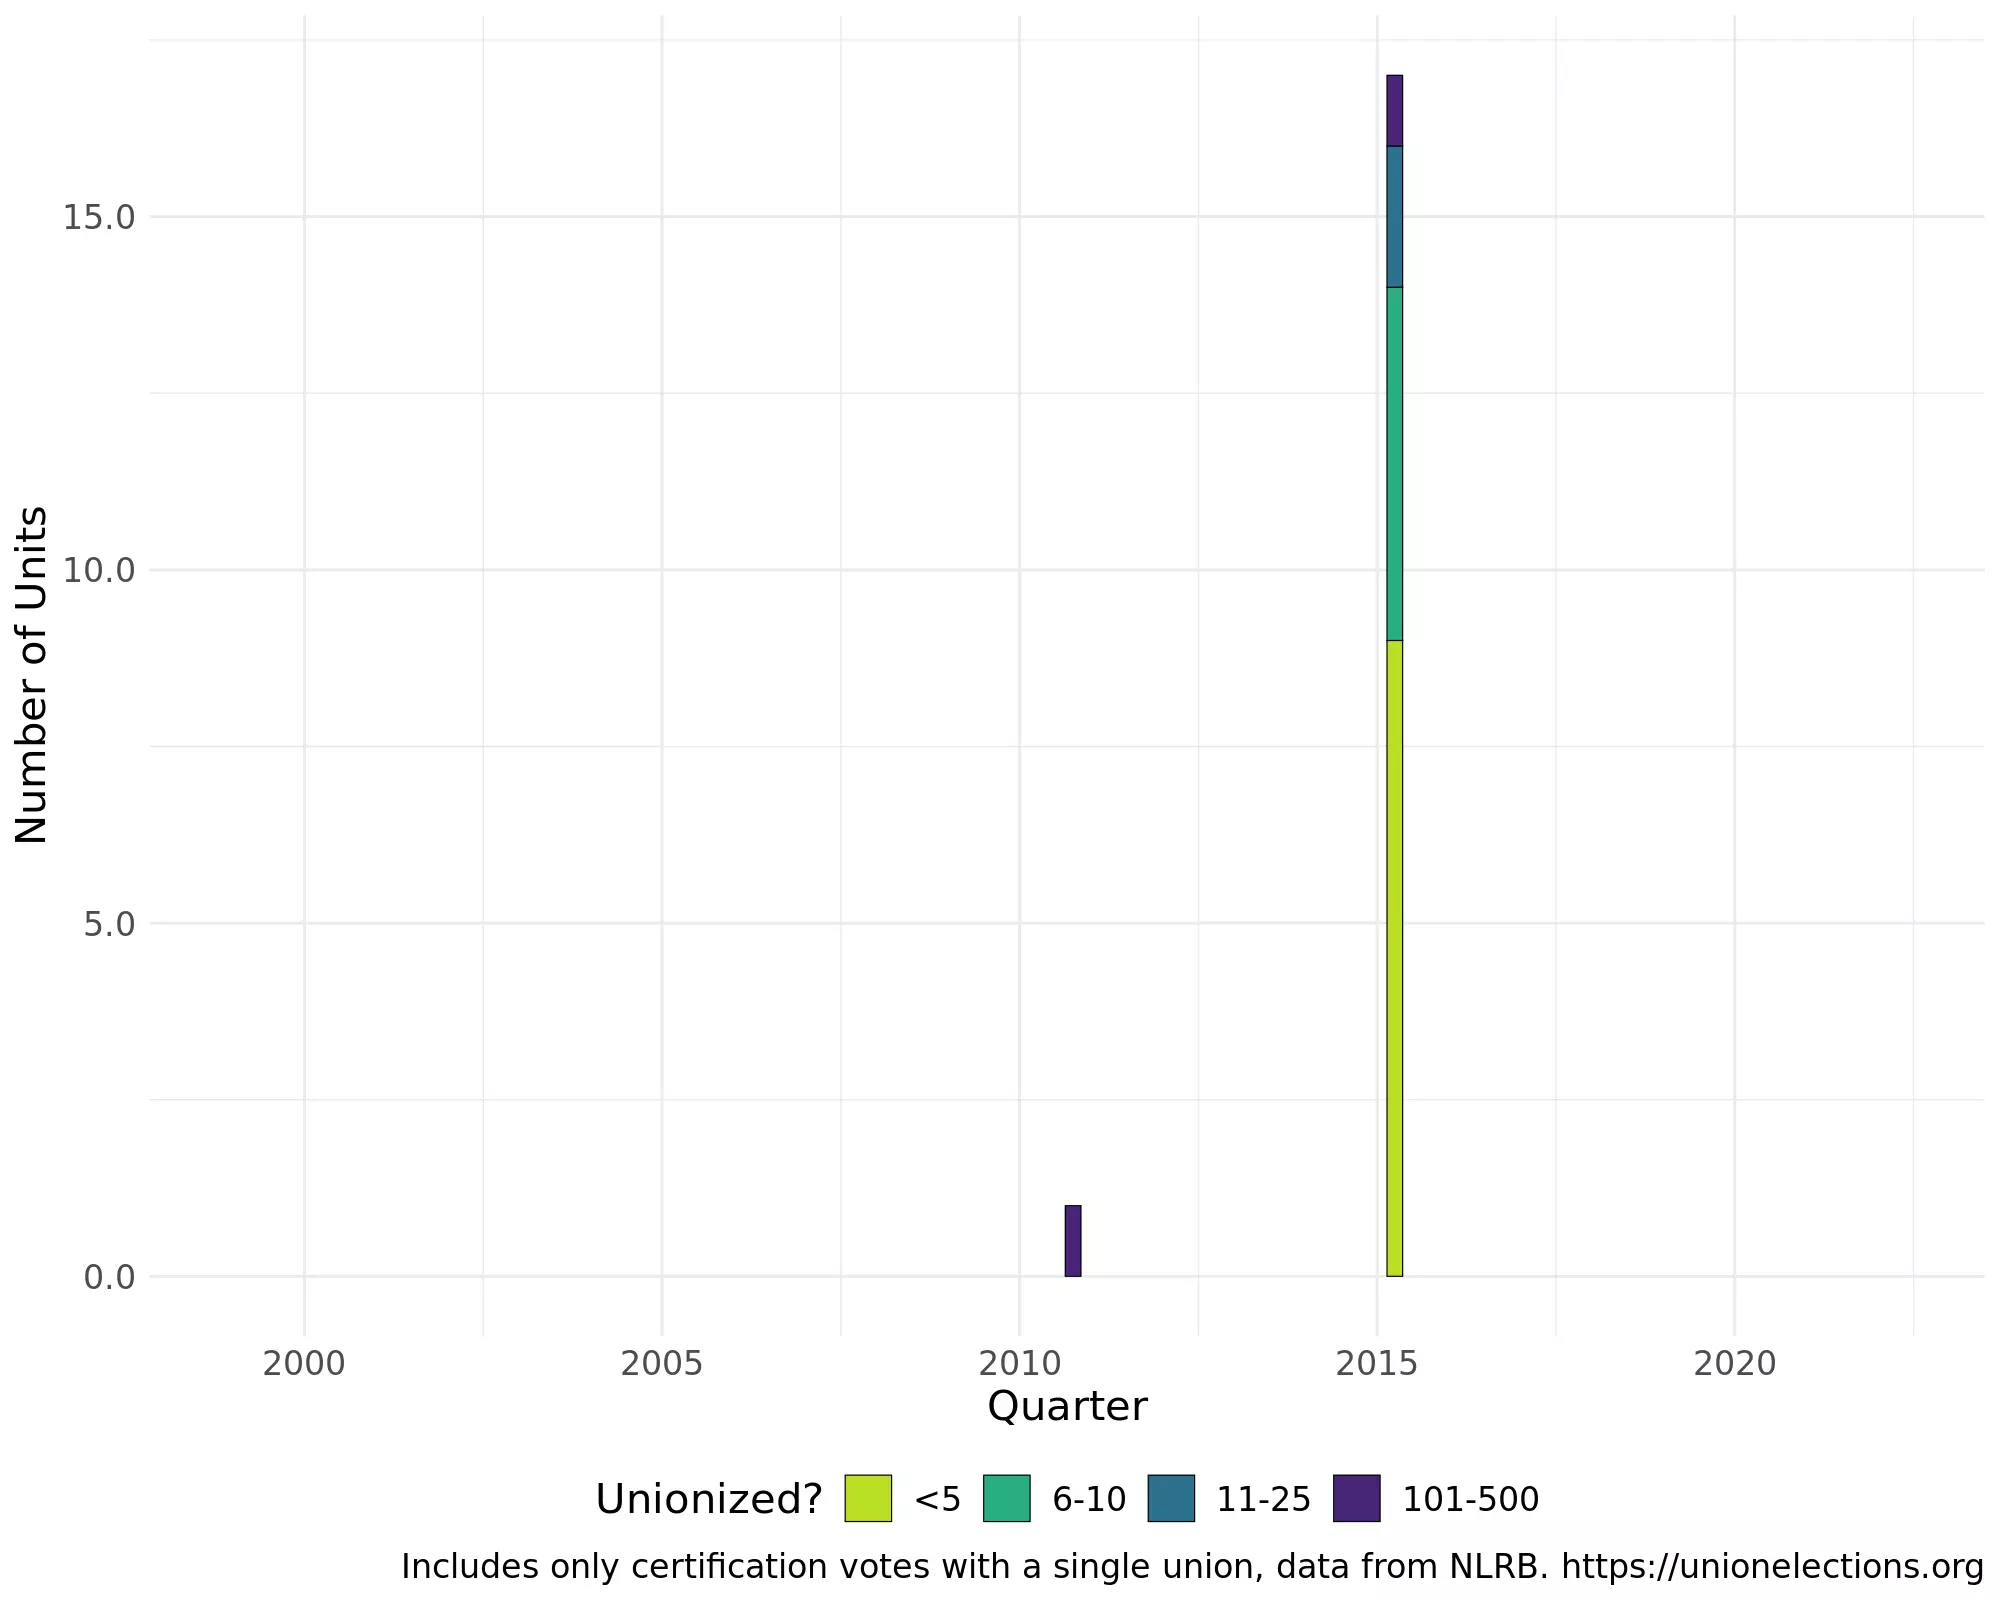 Number of Units
15.0
10.0
5.0
0.0
2000 2005 2010 2015 2020
Quarter
Unionized? <5 6-10 11-25 101-500
Includes only certification votes with a single union, data from NLRB. https://unionelections.org